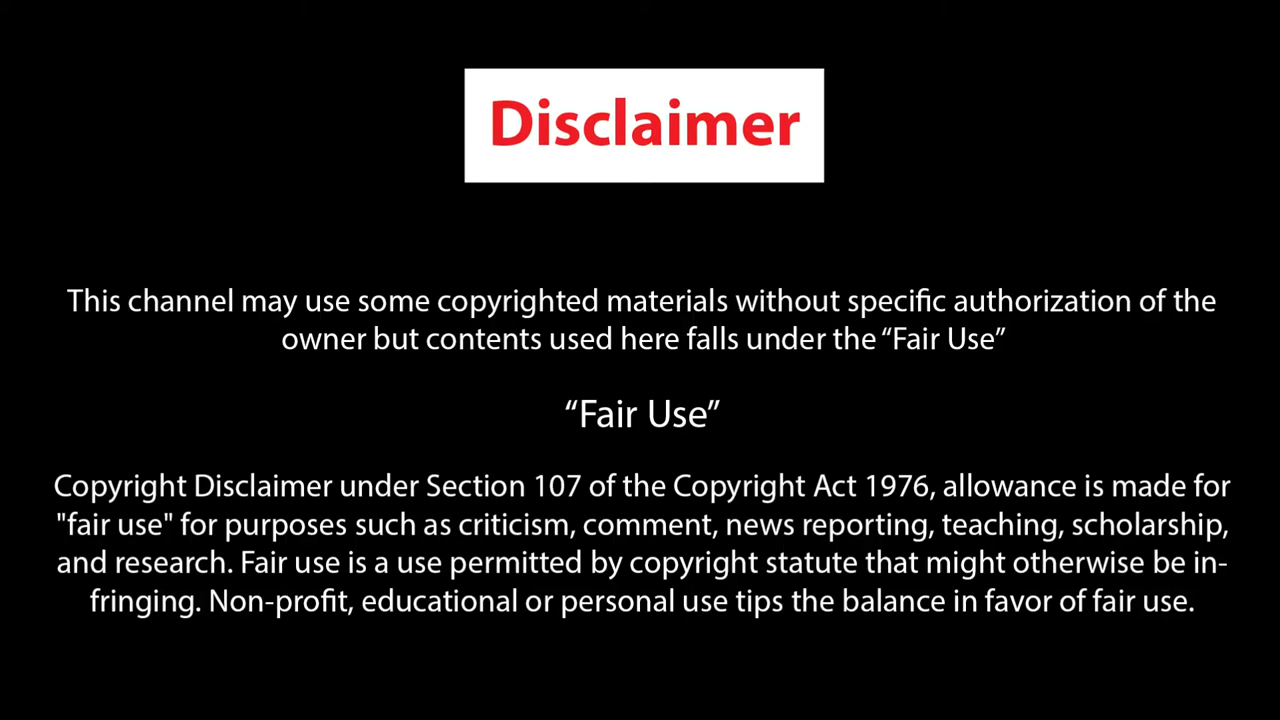 Disclaimer
This channel may use some copyrighted materials without specific authorization of the
owner but contents used here falls under the “Fair Use”
“Fair Use”
Copyright Disclaimer under Section 107 of the Copyright Act 1976, allowance is made for
"fair use" for purposes such as criticism, comment, news reporting, teaching, scholarship,
and research. Fair use is a use permitted by copyright statute that might otherwise be in-
fringing. Non-profit, educational or personal use tips the balance in favor of fair use.